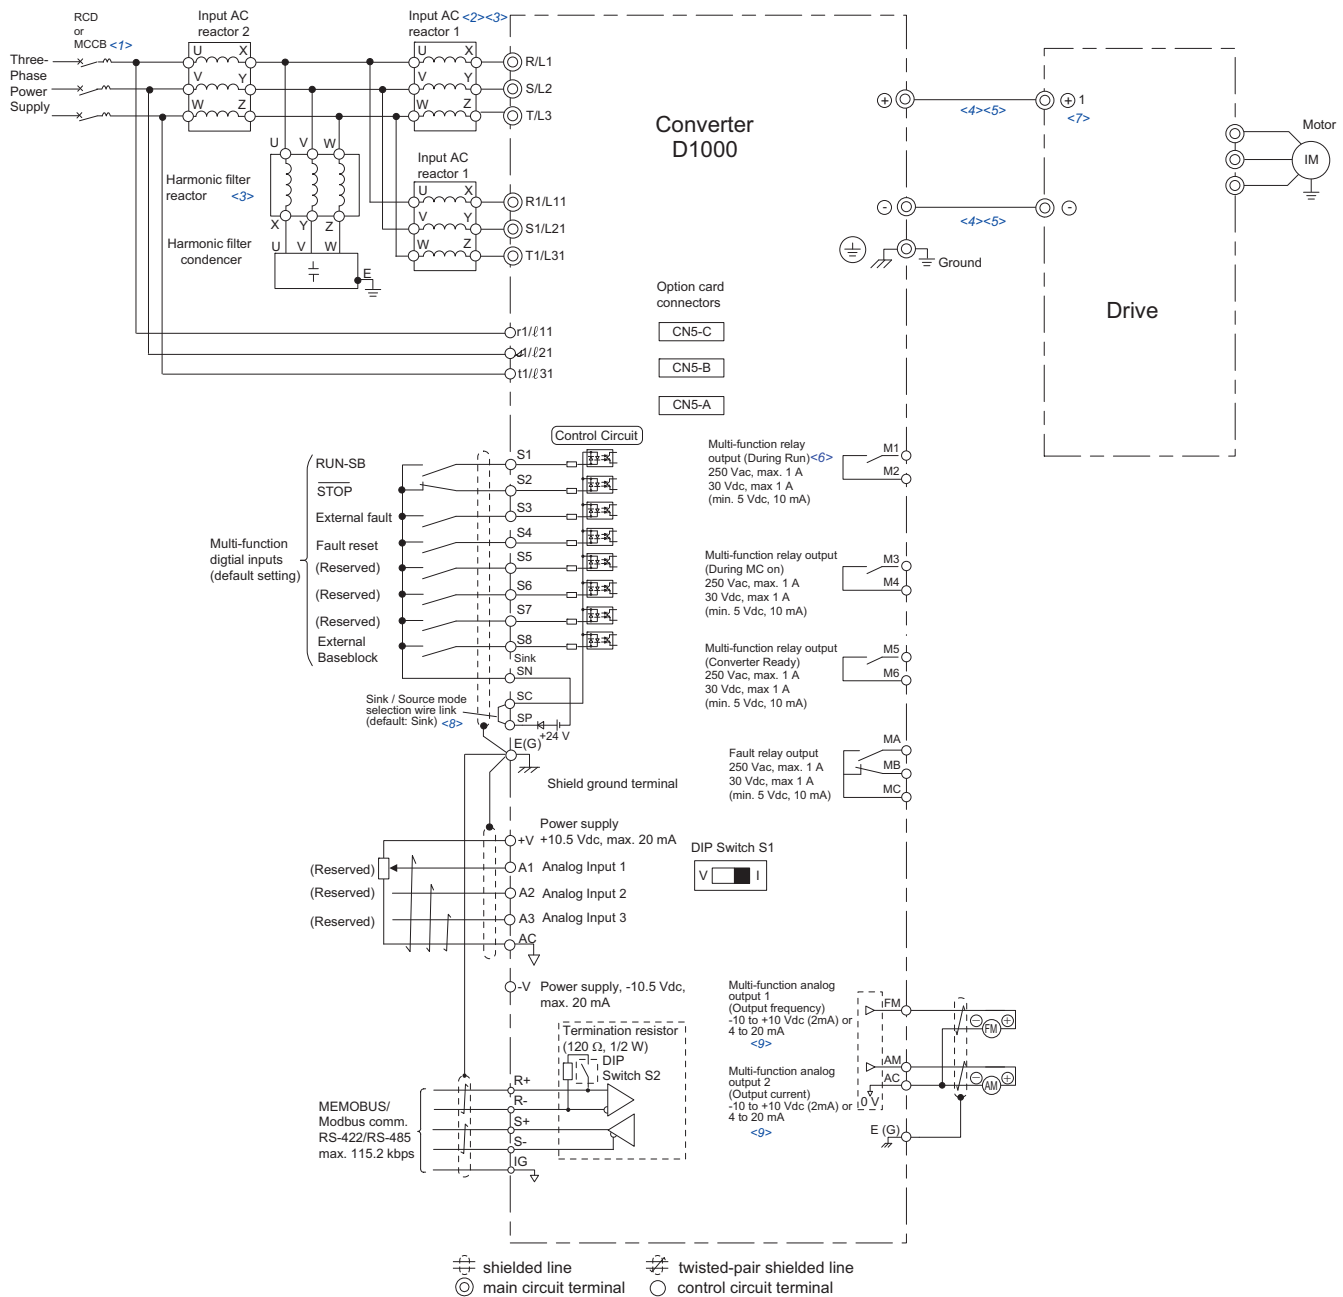 RCD
or
MCCB <1>
Three-
Phase
Power
Supply
Input AC
reactor 2
U X
V Y
W Z
Input AC <2><3>
reactor 1
U X
V Y
W Z
R/L1
S/L2
T/L3
Converter
D1000
+
<4><5>
+ 1
<7>
Motor
IM
-
<4><5>
-
Ground
Drive
U V W
Harmonic filter
reactor <3>
X Y Z
U V W
Harmonic filter
condencer
E
Input AC
reactor 1
U X
V Y
W Z
R1/L11
S1/L21
T1/L31
r1/ℓ11
1/ℓ21
t1/ℓ31
Option card
connectors
CN5-C
CN5-B
CN5-A
Control Circuit
Multi-function
digtial inputs
(default setting)
RUN-SB
STOP
External fault
Fault reset
(Reserved)
(Reserved)
(Reserved)
External
Baseblock
S1
S2
S3
S4
S5
S6
S7
S8
Sink
SN
SC
SP
+24 V
Sink / Source mode
selection wire link
(default: Sink) <8>
E(G)
Shield ground terminal
Multi-function relay
output (During Run)<6>
250 Vac, max. 1 A
30 Vdc, max 1 A
(min. 5 Vdc, 10 mA)
M1
M2
Multi-function relay output
(During MC on)
250 Vac, max. 1 A
30 Vdc, max 1 A
(min. 5 Vdc, 10 mA)
M3
M4
Multi-function relay output
(Converter Ready)
250 Vac, max. 1 A
30 Vdc, max 1 A
(min. 5 Vdc, 10 mA)
M5
M6
Fault relay output
250 Vac, max. 1 A
30 Vdc, max 1 A
(min. 5 Vdc, 10 mA)
MA
MB
MC
Power supply
+V +10.5 Vdc, max. 20 mA
(Reserved)
A1 Analog Input 1
(Reserved)
A2 Analog Input 2
(Reserved)
A3 Analog Input 3
AC
-V Power supply, -10.5 Vdc,
max. 20 mA
DIP Switch S1
V I
Termination resistor
(120 Ω, 1/2 W)
DIP
Switch S2
MEMOBUS/
Modbus comm.
RS-422/RS-485
max. 115.2 kbps
R+
R-
S+
S-
IG
Multi-function analog
output 1
(Output frequency)
-10 to +10 Vdc (2mA) or
4 to 20 mA
<9>
Multi-function analog
output 2
(Output current)
-10 to +10 Vdc (2mA) or
4 to 20 mA
<9>
FM
AM
AC
0 V
E (G)
- FM +
- AM +
shielded line
twisted-pair shielded line
main circuit terminal
control circuit terminal